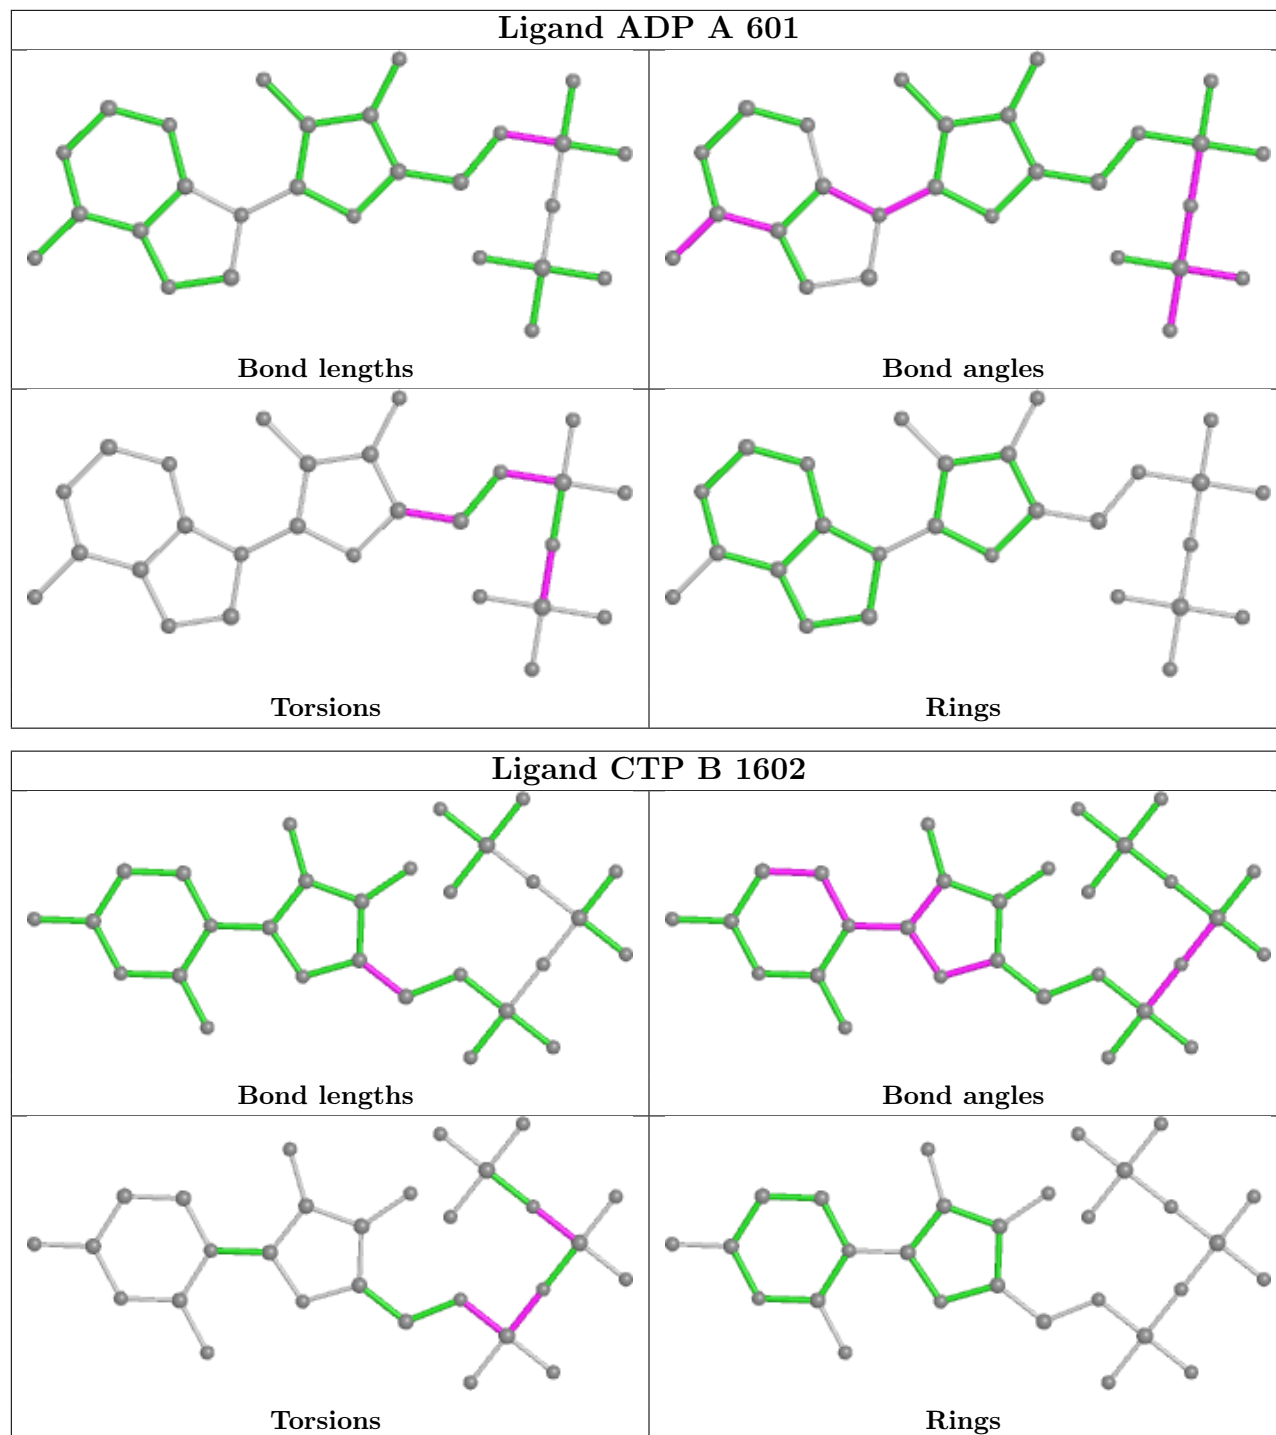 Ligand ADP A 601
Bond lengths
Bond angles
Torsions
Rings
Ligand CTP B 1602
Bond lengths
Bond angles
Torsions
Rings